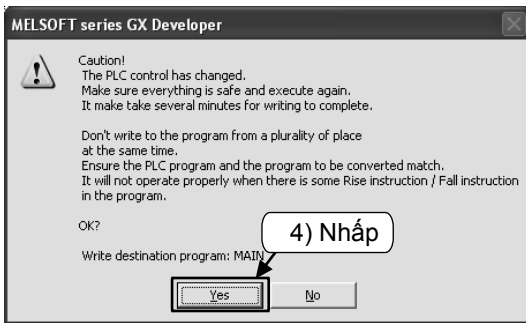 MELSOFT series GX Developer
Caution!
The PLC control has changed.
Make sure everything is safe and execute again.
It make take several minutes for writing to complete.
Don't write to the program from a plurality of place
at the same time.
Ensure the PLC program and the program to be converted match.
It will not operate properly when there is some Rise instruction / Fall instruction
in the program.
OK?
4) Nhấp
Write destination program: MAIN
Yes No